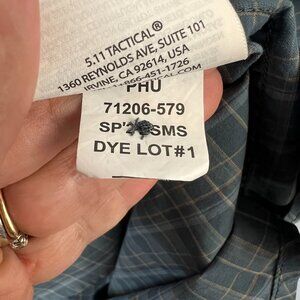 5.11 TACTICAL®
1360 REYNOLDS AVE, SUITE 101
IRVINE, CA 92614, USA
866-451-1726
PHU
71206-579
SMS
DYE LOT#1